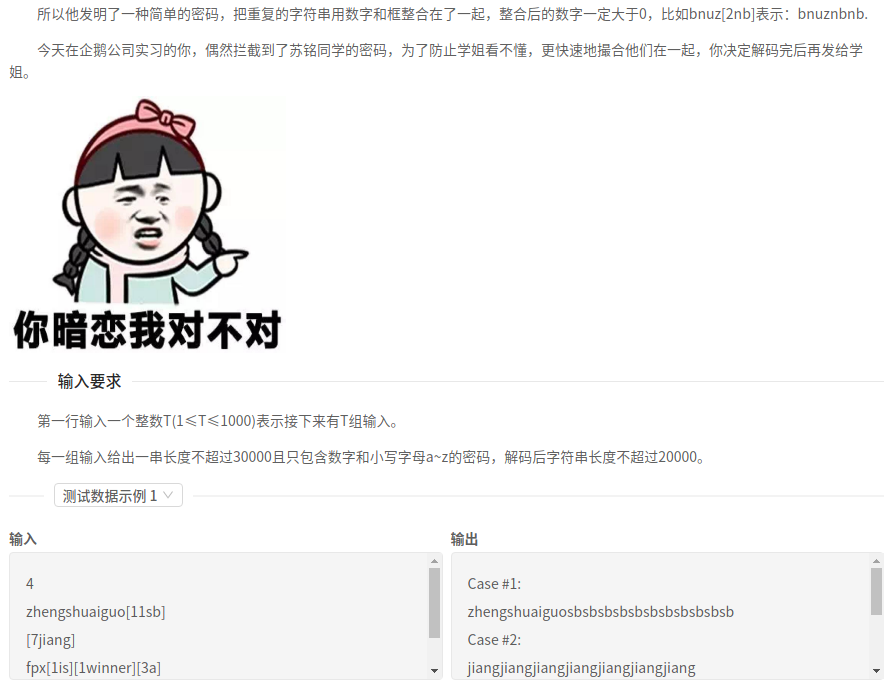 所以他发明了一种简单的密码，把重复的字符串用数字和框整合在了一起，整合后的数字一定大于0，比如bnuz[2nb]表示：bnuznbnb.
今天在企鹅公司实习的你，偶然拦截到了苏铭同学的密码，为了防止学姐看不懂，更快速地撮合他们在一起，你决定解码完后再发给学
姐。
你暗恋我对不对
输入要求
第一行输入一个整数T(1≤T≤1000)表示接下来有T组输入。
每一组输入给出一串长度不超过30000且只包含数字和小写字母a~z的密码，解码后字符串长度不超过20000。
测试数据示例 1
输入
4
zhengshuaiguo[11sb]
[7jiang]
fpx[1is][1winner][3a]
输出
Case #1:
zhengshuaiguosbsbsbsbsbsbsbsbsbsbsb
Case #2:
jiangjiangjiangjiangjiangjiangjiang